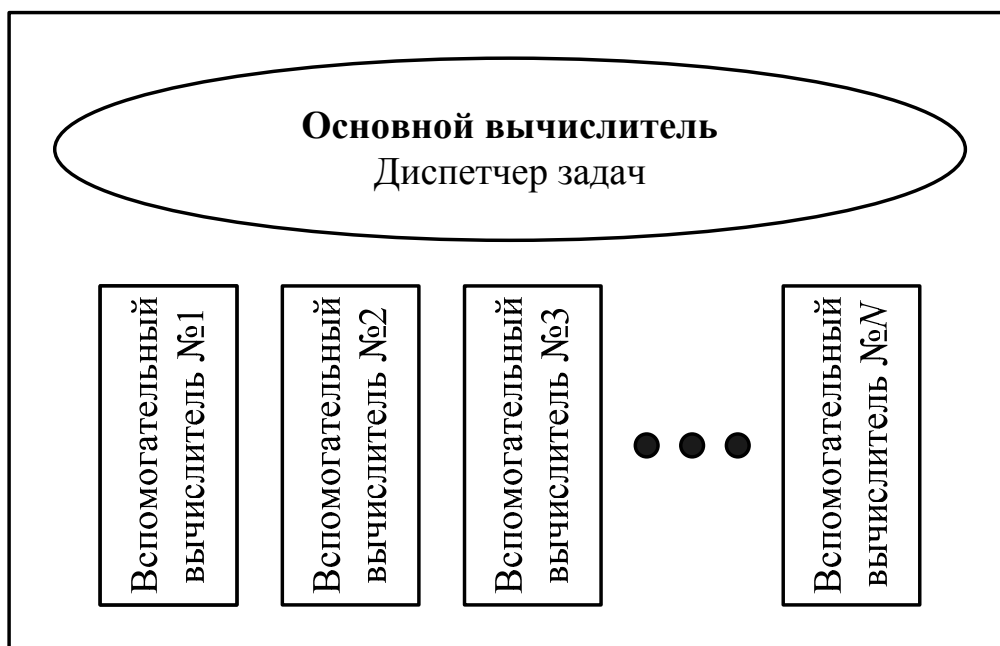 Основной вычислитель
Диспетчер задач
Вспомогательный
вычислитель №1
Вспомогательный
вычислитель №2
Вспомогательный
вычислитель №3
Вспомогательный
вычислитель №N